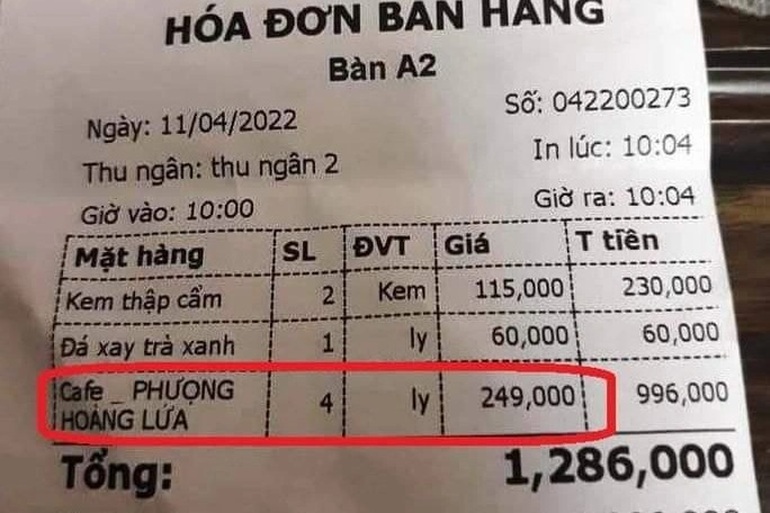 HÓA ĐƠN BÁN HÀNG
Bàn A2
Số: 042200273
Ngày: 11/04/2022
In lúc: 10:04
Thu ngân: thu ngân 2
Giờ ra: 10:04
Giờ vào: 10:00
Mặt hàng SL ĐVT Giá T tiền
Kem thập cẩm 2 Kem 115,000 230,000
Đá xay trà xanh 1 ly 60,000 60,000
Cafe _ PHƯỢNG HOÀNG LỨA 4 ly 249,000 996,000
Tổng: 1,286,000